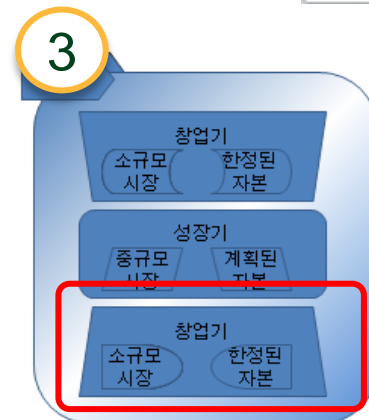 3
창업기
소규모 한정된
시장 자본
성장기
중규모 계획된
시장 자본
창업기
소규모 한정된
시장 자본